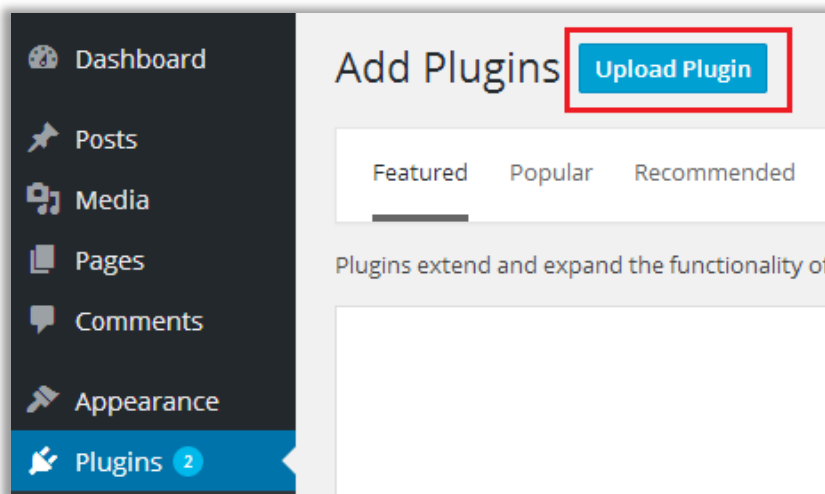 Dashboard
Posts
Media
Pages
Comments
Appearance
Plugins 2
Add Plugins Upload Plugin
Featured Popular Recommended
Plugins extend and expand the functionality of